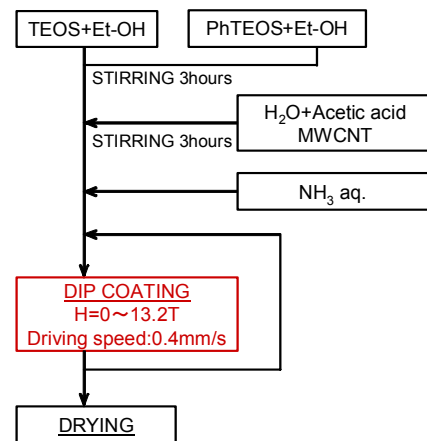 TEOS+Et-OH
PhTEOS+Et-OH
STIRRING 3hours
H₂O+Acetic acid
MWCNT
STIRRING 3hours
NH₃ aq.
DIP COATING
H=0～13.2T
Driving speed:0.4mm/s
DRYING